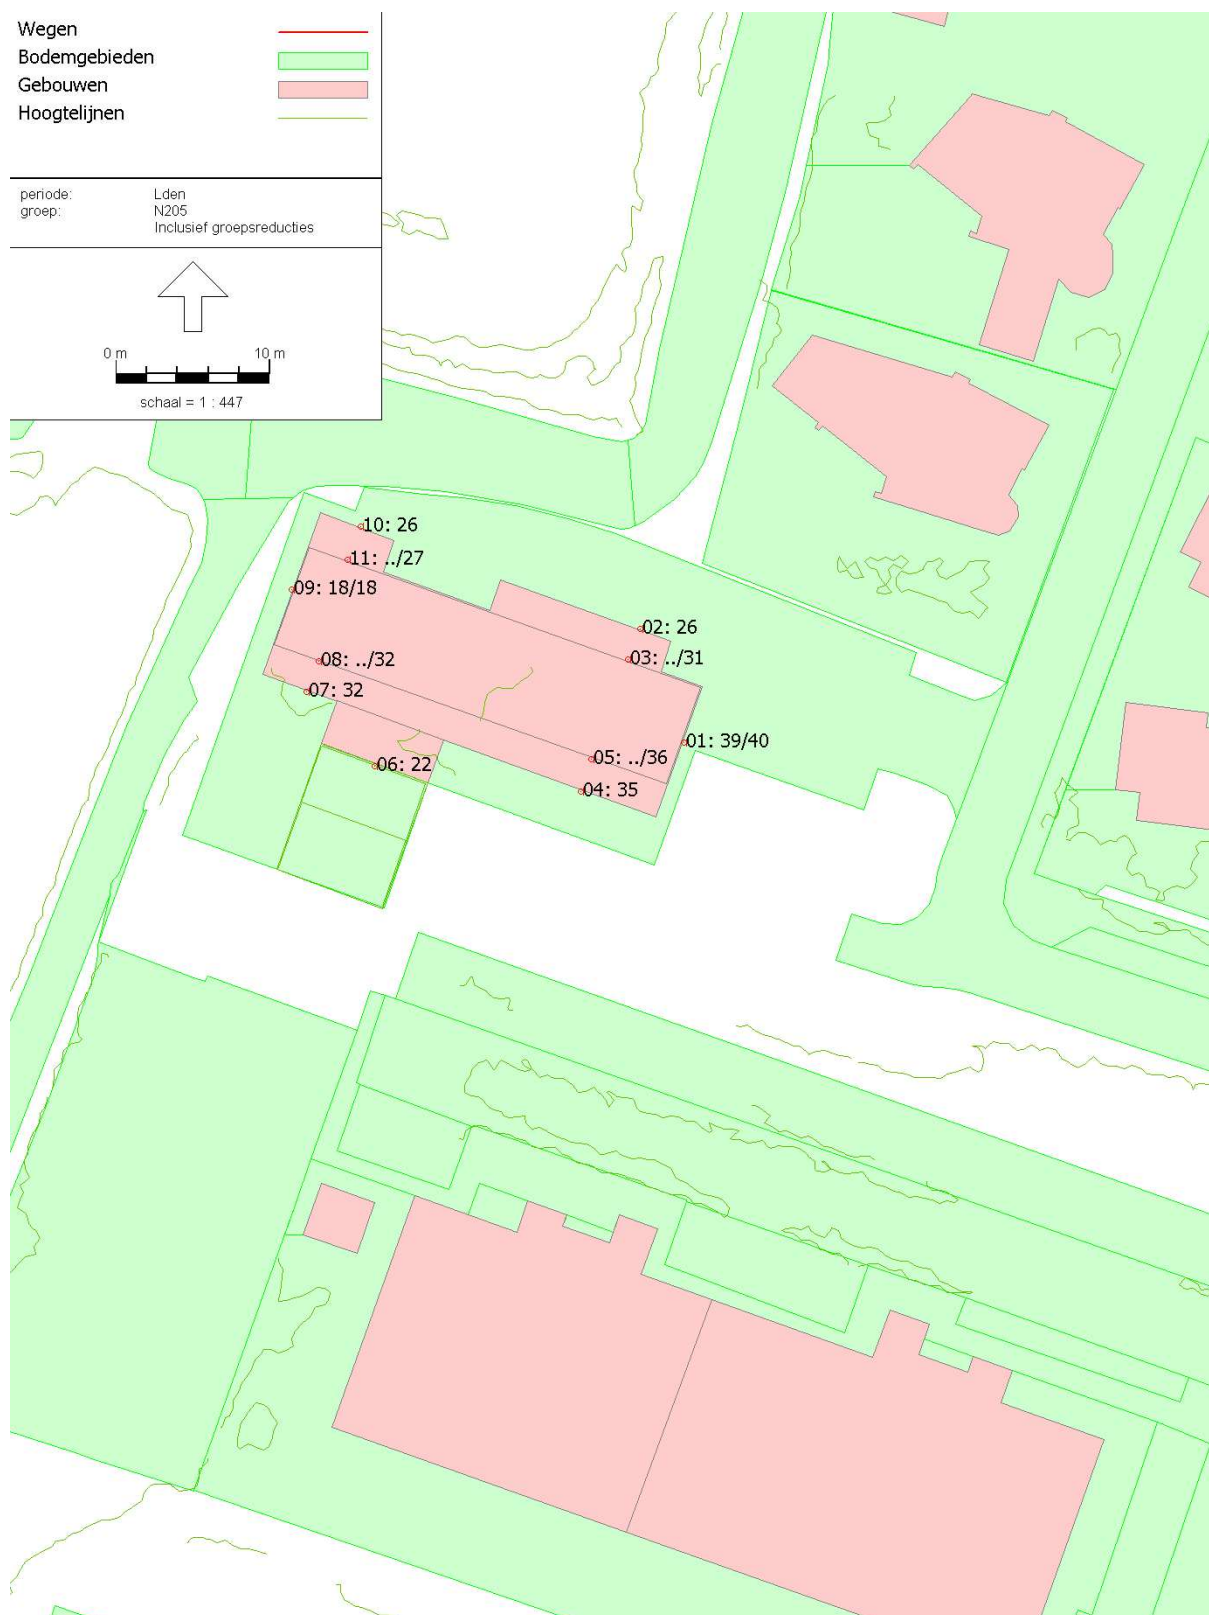 Wegen
Bodemgebieden
Gebouwen
Hoogtelijnen
periode: Lden
groep: N205
Inclusief groepsreducties
0 m 10 m
schaal = 1 : 447
10: 26
11: ../27
09: 18/18
02: 26
08: ../32
03: ../31
07: 32
01: 39/40
05: ../36
06: 22
04: 35